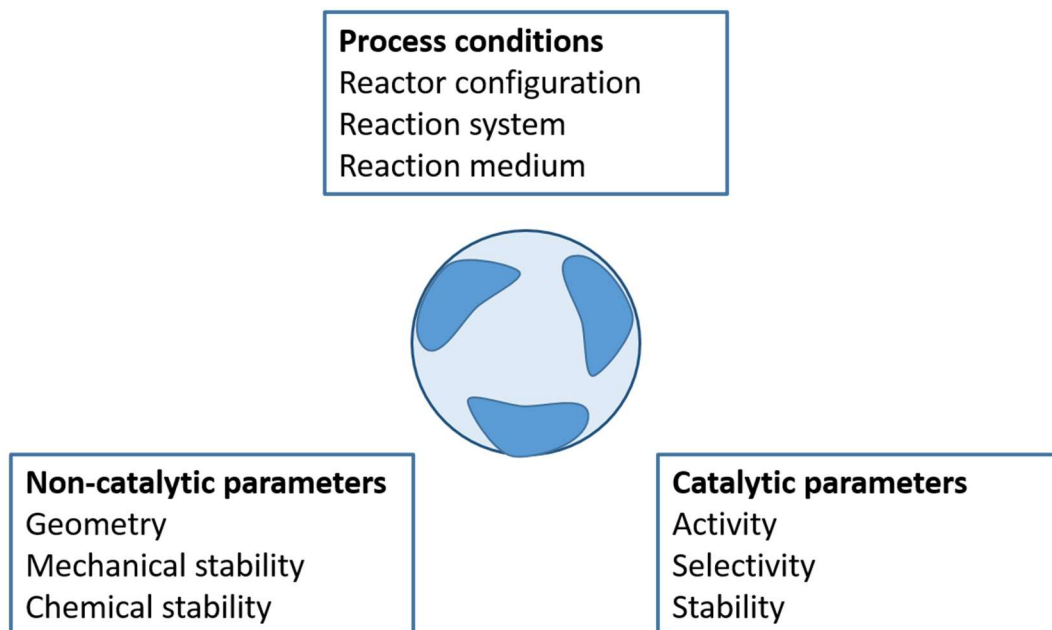 Process conditions
Reactor configuration
Reaction system
Reaction medium
Non-catalytic parameters
Geometry
Mechanical stability
Chemical stability
Catalytic parameters
Activity
Selectivity
Stability